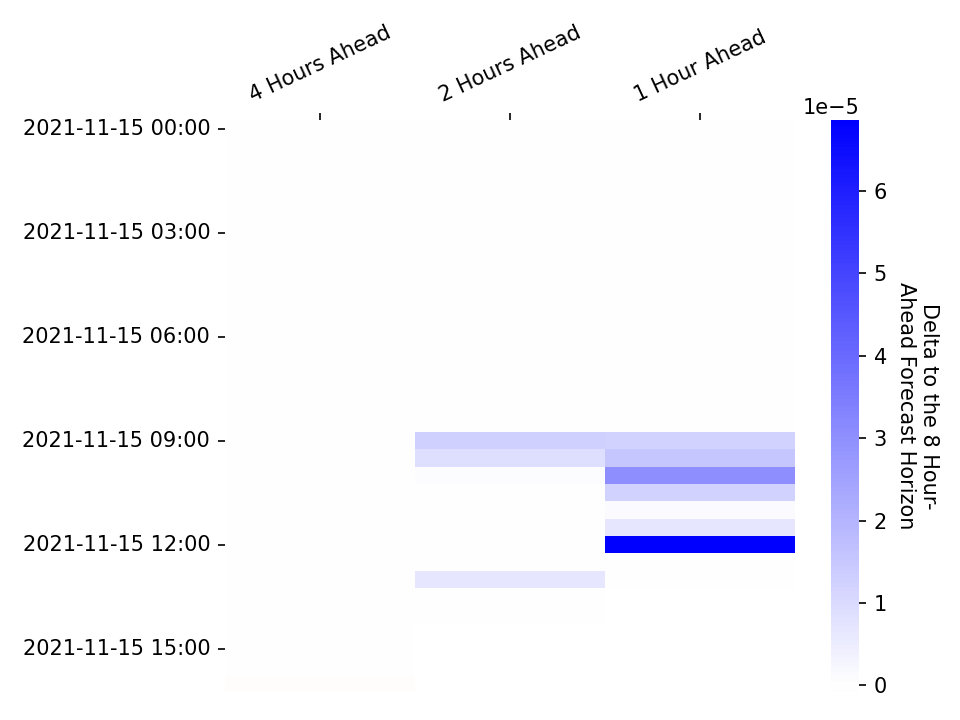 4 Hours Ahead
2 Hours Ahead
1 Hour Ahead
1e−5
2021-11-15 00:00
2021-11-15 03:00
2021-11-15 06:00
2021-11-15 09:00
2021-11-15 12:00
2021-11-15 15:00
6
5
4
3
2
1
0
Delta to the 8 Hour-
Ahead Forecast Horizon